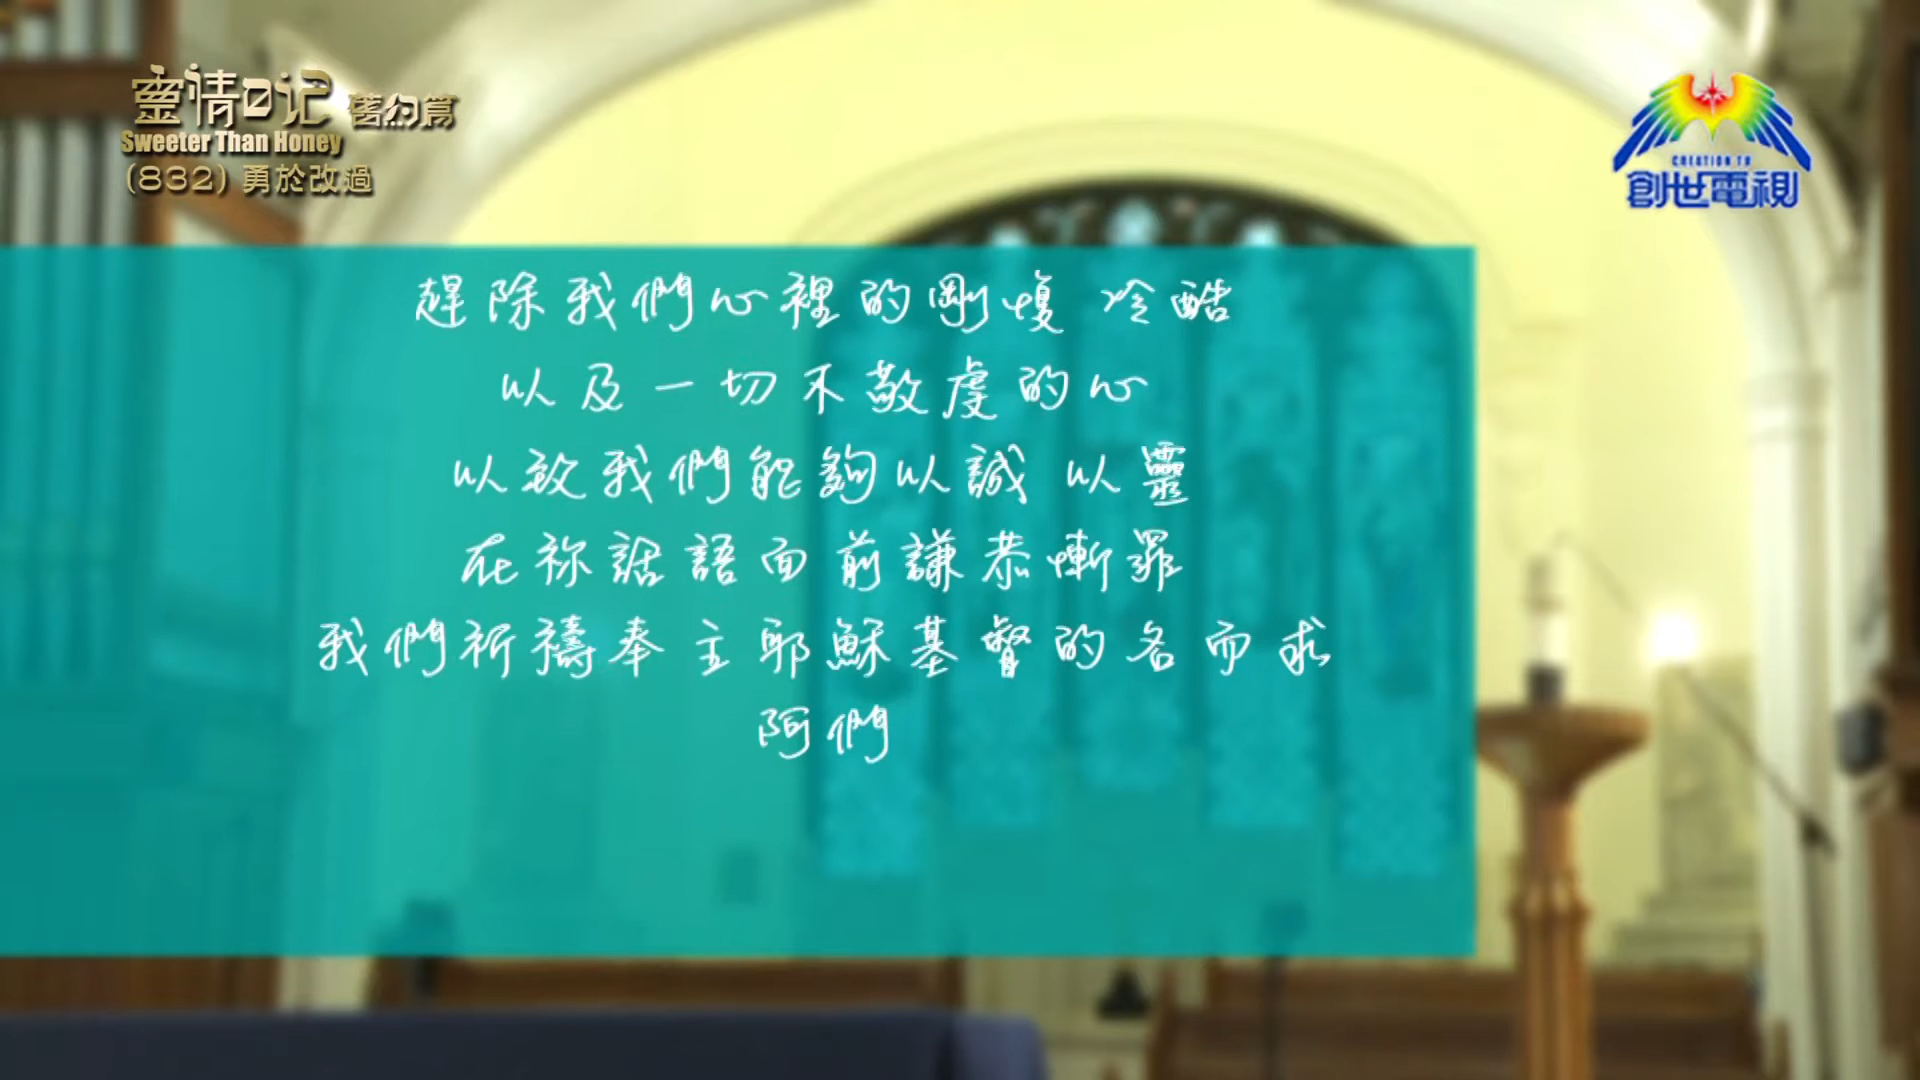 靈情日记 舊約篇
Sweeter Than Honey
(832) 勇於改過
CREATION TV
創世電視
趕除我們心裡的剛愎 冷酷
以及一切不敬虔的心
以致我們能夠以誠 以靈
在祢話語面前謙恭慚罪
我們祈禱奉主耶穌基督的名而求
阿們